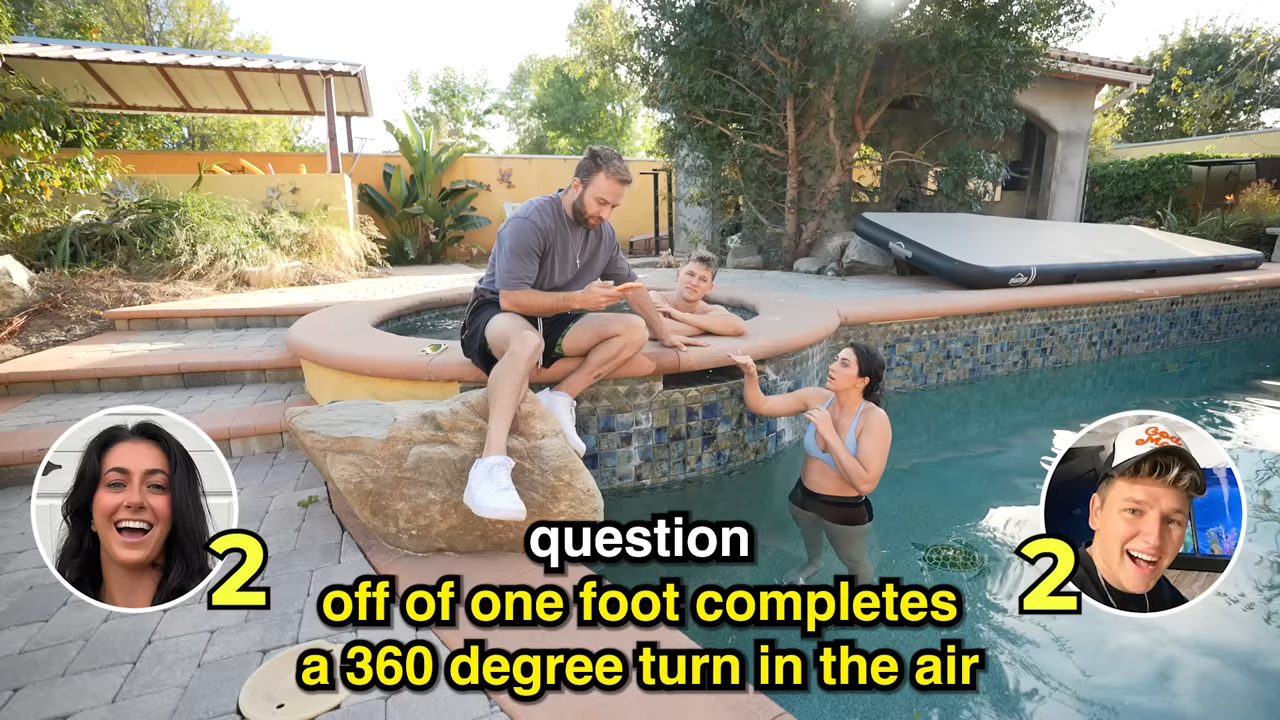 question
off of one foot completes
a 360 degree turn in the air
2
2